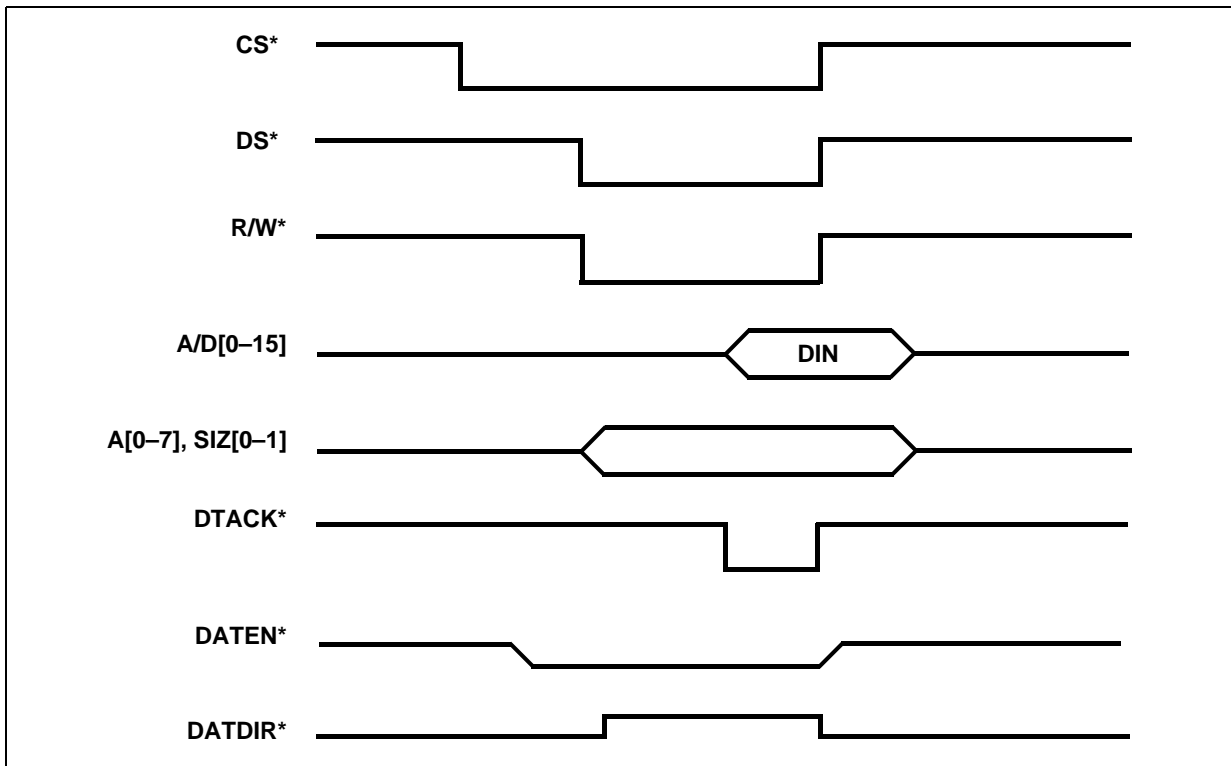 CS*
DS*
R/W*
A/D[0–15]
DIN
A[0–7], SIZ[0–1]
DTACK*
DATEN*
DATDIR*